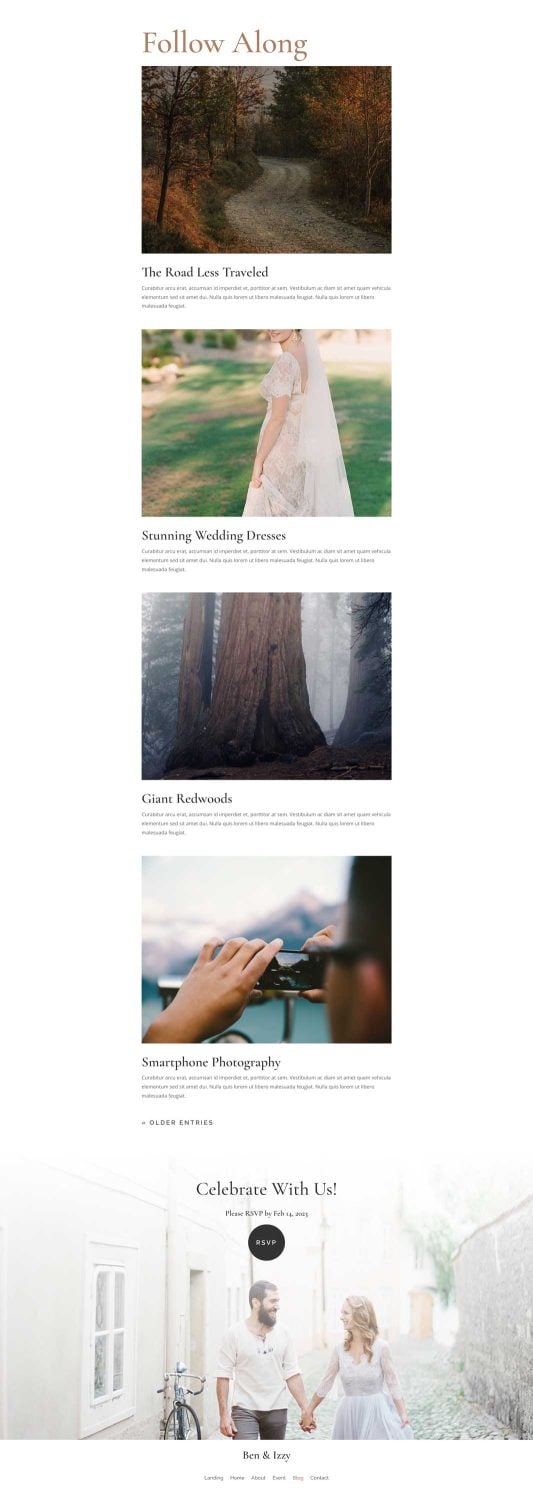 Follow Along
The Road Less Traveled
Curabitur arcu erat, accumsan id imperdiet et, porttitor at sem. Vestibulum ac diam sit amet quam vehicula
elementum sed sit amet dui. Nulla quis lorem ut libero malesuada feugiat. Nulla quis lorem ut libero
malesuada feugiat.
Stunning Wedding Dresses
Curabitur arcu erat, accumsan id imperdiet et, porttitor at sem. Vestibulum ac diam sit amet quam vehicula
elementum sed sit amet dui. Nulla quis lorem ut libero malesuada feugiat. Nulla quis lorem ut libero
malesuada feugiat.
Giant Redwoods
Curabitur arcu erat, accumsan id imperdiet et, porttitor at sem. Vestibulum ac diam sit amet quam vehicula
elementum sed sit amet dui. Nulla quis lorem ut libero malesuada feugiat. Nulla quis lorem ut libero
malesuada feugiat.
Smartphone Photography
Curabitur arcu erat, accumsan id imperdiet et, porttitor at sem. Vestibulum ac diam sit amet quam vehicula
elementum sed sit amet dui. Nulla quis lorem ut libero malesuada feugiat. Nulla quis lorem ut libero
malesuada feugiat.
« OLDER ENTRIES
Celebrate With Us!
Please RSVP by Feb 14, 2023
RSVP
Ben & Izzy
Landing Home About Event Blog Contact